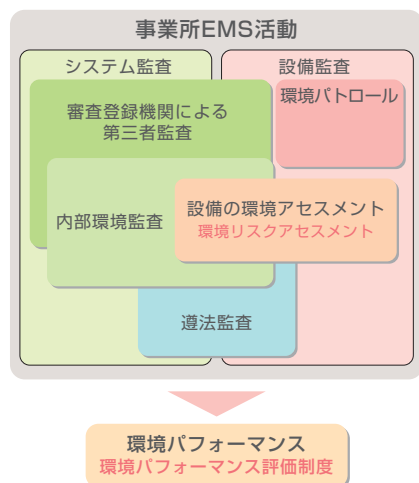 事業所EMS活動
システム監査
設備監査
審査登録機関による
第三者監査
環境パトロール
内部環境監査
設備の環境アセスメント
環境リスクアセスメント
遵法監査
環境パフォーマンス
環境パフォーマンス評価制度